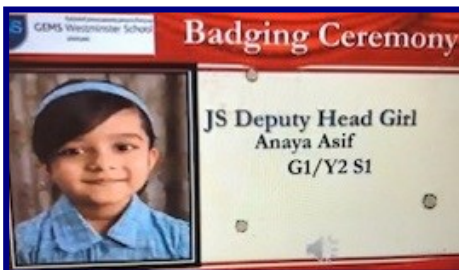 GEMS Westminster School
Badging Ceremony
JS Deputy Head Girl
Anaya Asif
G1/Y2 S1